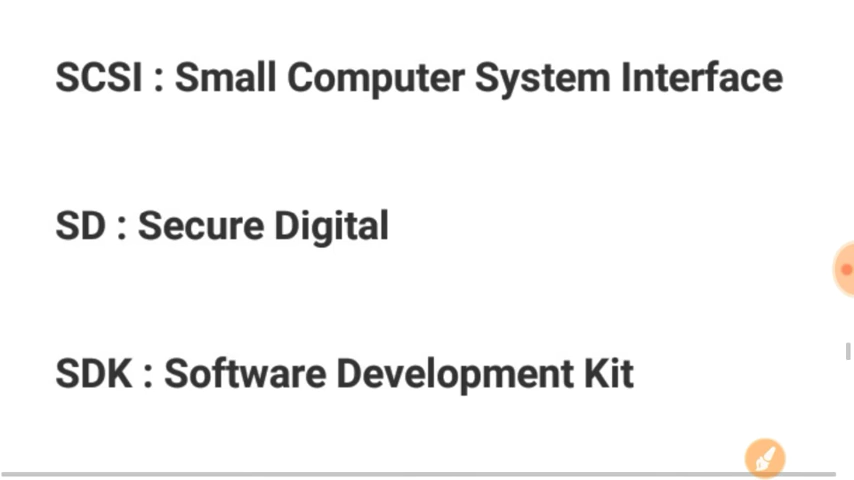 SCSI : Small Computer System Interface
SD : Secure Digital
SDK : Software Development Kit